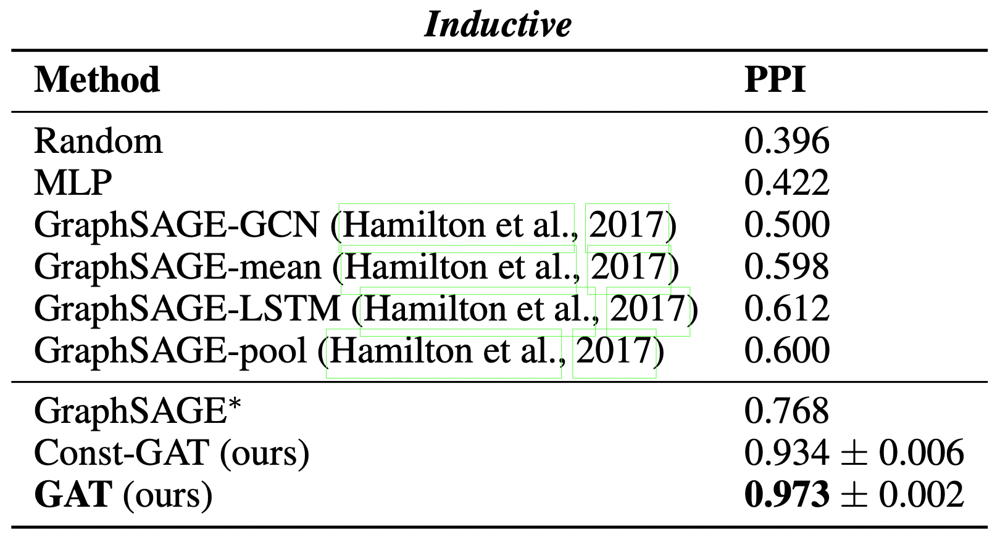 Inductive
Method PPI
Random 0.396
MLP 0.422
GraphSAGE-GCN (Hamilton et al., 2017) 0.500
GraphSAGE-mean (Hamilton et al., 2017) 0.598
GraphSAGE-LSTM (Hamilton et al., 2017) 0.612
GraphSAGE-pool (Hamilton et al., 2017) 0.600
GraphSAGE* 0.768
Const-GAT (ours) 0.934 ± 0.006
GAT (ours) 0.973 ± 0.002